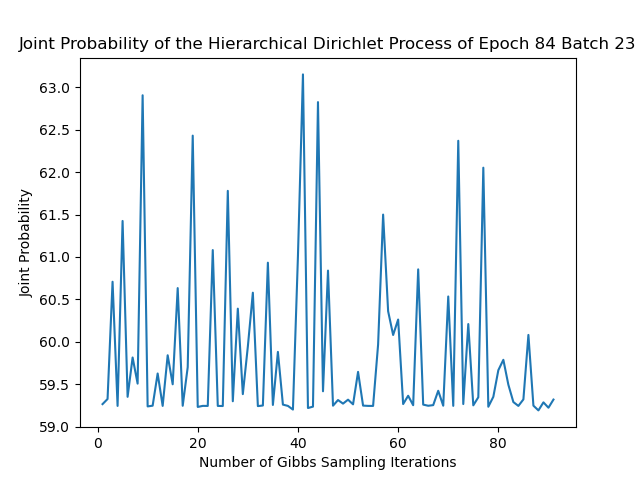 Joint Probability of the Hierarchical Dirichlet Process of Epoch 84 Batch 23
63.0
62.5
62.0
61.5
61.0
60.5
60.0
59.5
59.0
Joint Probability
0 20 40 60 80
Number of Gibbs Sampling Iterations